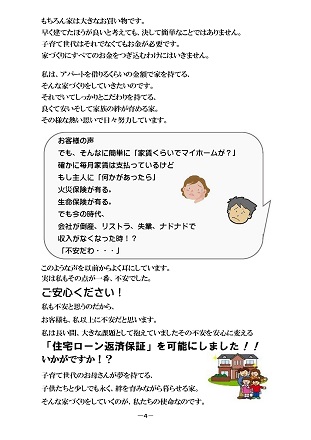 もちろん家は大きなお買い物です。
早く建てたほうが良いと考えても、決して簡単なことではありません。
子育て世代はそれでなくてもお金が必要です。
家づくりにすべてのお金をつぎ込むわけにはいきません。
私は、アパートを借りるくらいの金額で家を持てる、
そんな家づくりをしていきたいのです。
それでいてしっかりとこだわりを持てる、
良くて安いそして家族の絆が育める家。
その様な熱い思いで日々努力しています。
お客様の声
でも、そんなに簡単に「家賃くらいでマイホームが？」
確かに毎月家賃は支払っているけど
もし主人に「何かがあったら」
火災保険が有る。
生命保険が有る。
でも今の時代、
会社が倒産、リストラ、失業、ナドナドで
収入がなくなった時！？
「不安だわ・・・」
このような声を以前からよく耳にしています。
実は私もその点が一番、不安でした。
ご安心ください！
私も不安と思うのだから、
お客様も、私以上に不安だと思います。
私は長い間、大きな課題として抱えていましたその不安を安心に変える
「住宅ローン返済保証」を可能にしました！！
いかがですか！？
子育て世代のお母さんが夢を持てる、
子供たちと少しでも永く、絆を育みながら暮らせる家。
そんな家づくりをしていくのが、私たちの使命なのです。
－4－